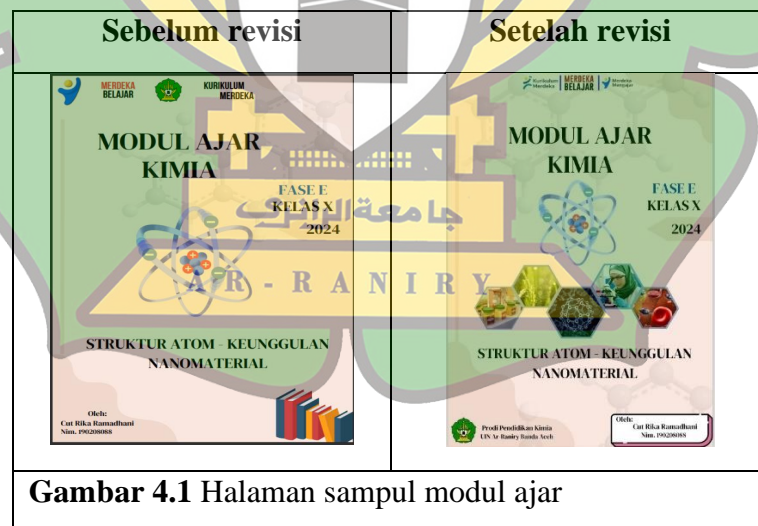 Sebelum revisi
Setelah revisi
MERDEKA
BELAJAR
KURIKULUM
MERDEKA
MODUL AJAR
KIMIA
FASE E
KELAS X
2024
STRUKTUR ATOM - KEUNGGULAN
NANOMATERIAL
Oleh:
Cut Rika Ramadhani
Nim. 190208088
Kurikulum
Merdeka
MERDEKA
BELAJAR
Merdeka
Mengajar
MODUL AJAR
KIMIA
FASE E
KELAS X
2024
STRUKTUR ATOM - KEUNGGULAN
NANOMATERIAL
Prodi Pendidikan Kimia
UIN Ar-Raniry Banda Aceh
Oleh:
Cut Rika Ramadhani
Nim. 190208088
جامعة الرانري
AR-RANIRY
Gambar 4.1 Halaman sampul modul ajar